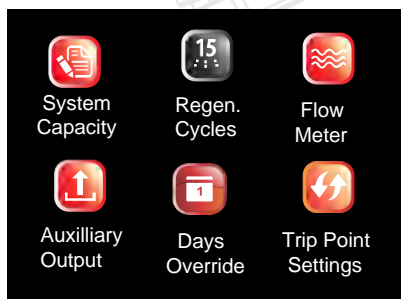 15
System
Capacity
Regen.
Cycles
Flow
Meter
1
Auxilliary
Output
Days
Override
Trip Point
Settings